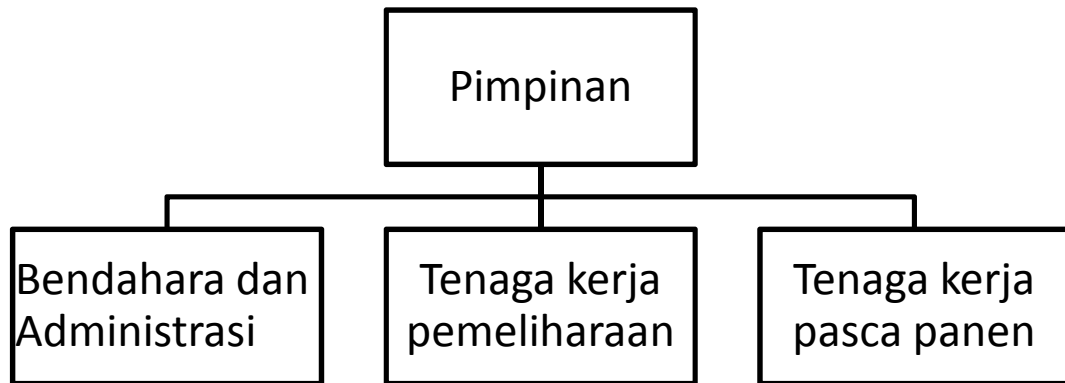 Pimpinan
Bendahara dan
Administrasi
Tenaga kerja
pemeliharaan
Tenaga kerja
pasca panen